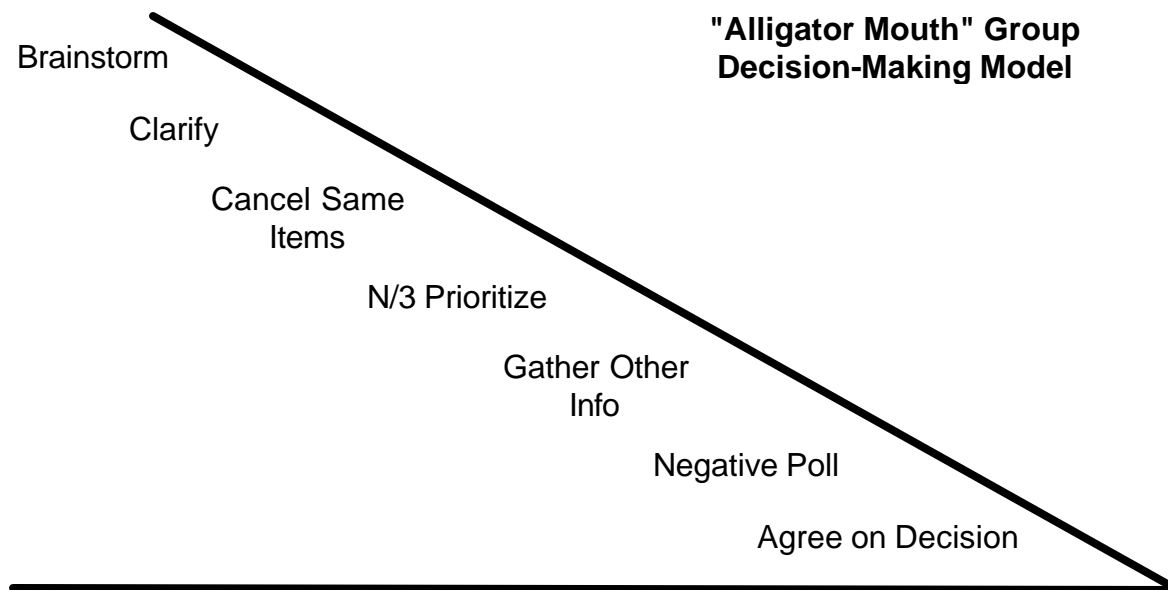 "Alligator Mouth" Group
Decision-Making Model
Brainstorm
Clarify
Cancel Same
Items
N/3 Prioritize
Gather Other
Info
Negative Poll
Agree on Decision